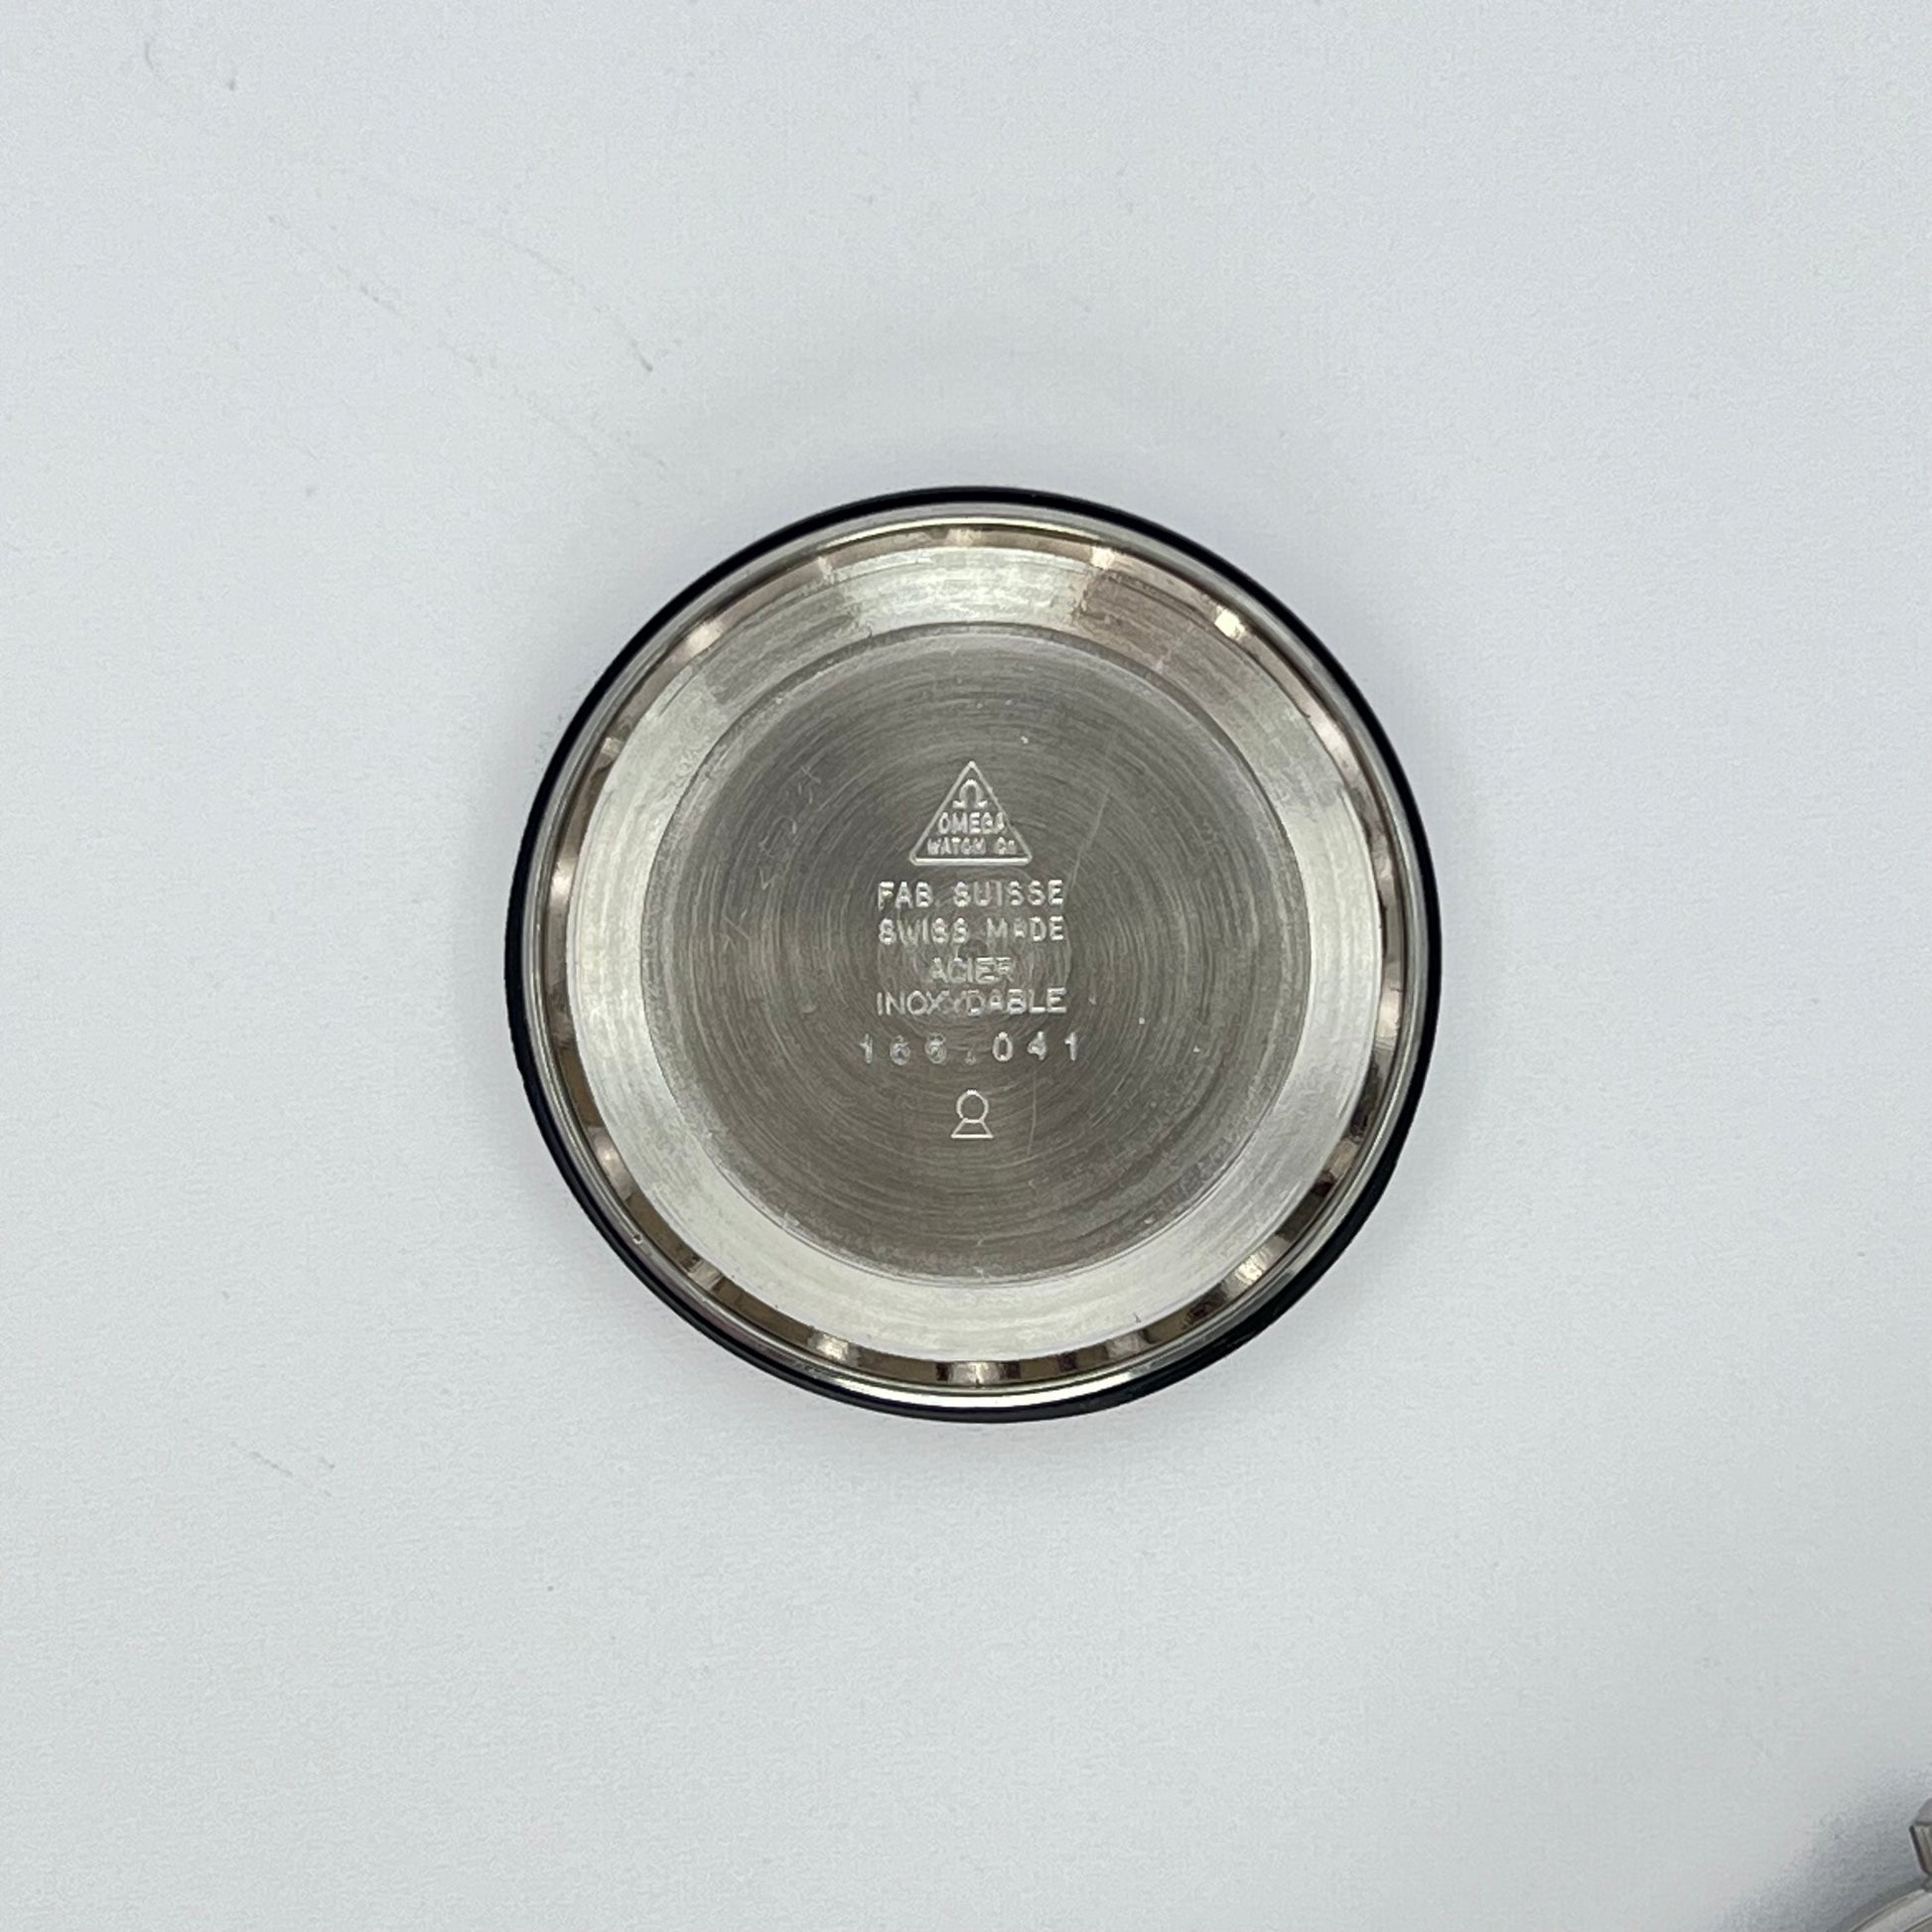 Ω
OMEGA
WATCH Co
FAB. SUISSE
SWISS MADE
ACIER
INOXYDABLE
166.041